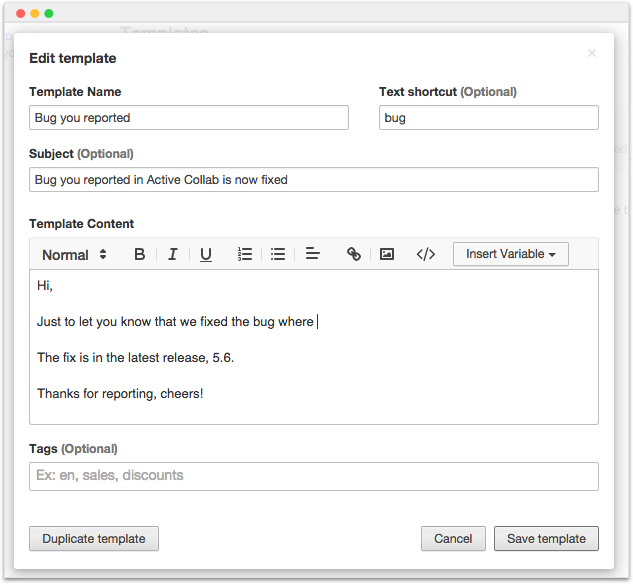 Templates
Edit template
×
Template Name
Text shortcut (Optional)
Bug you reported
bug
Subject (Optional)
Bug you reported in Active Collab is now fixed
Template Content
Normal B I U </> Insert Variable
Hi,
Just to let you know that we fixed the bug where
The fix is in the latest release, 5.6.
Thanks for reporting, cheers!
Tags (Optional)
Ex: en, sales, discounts
Duplicate template
Cancel
Save template